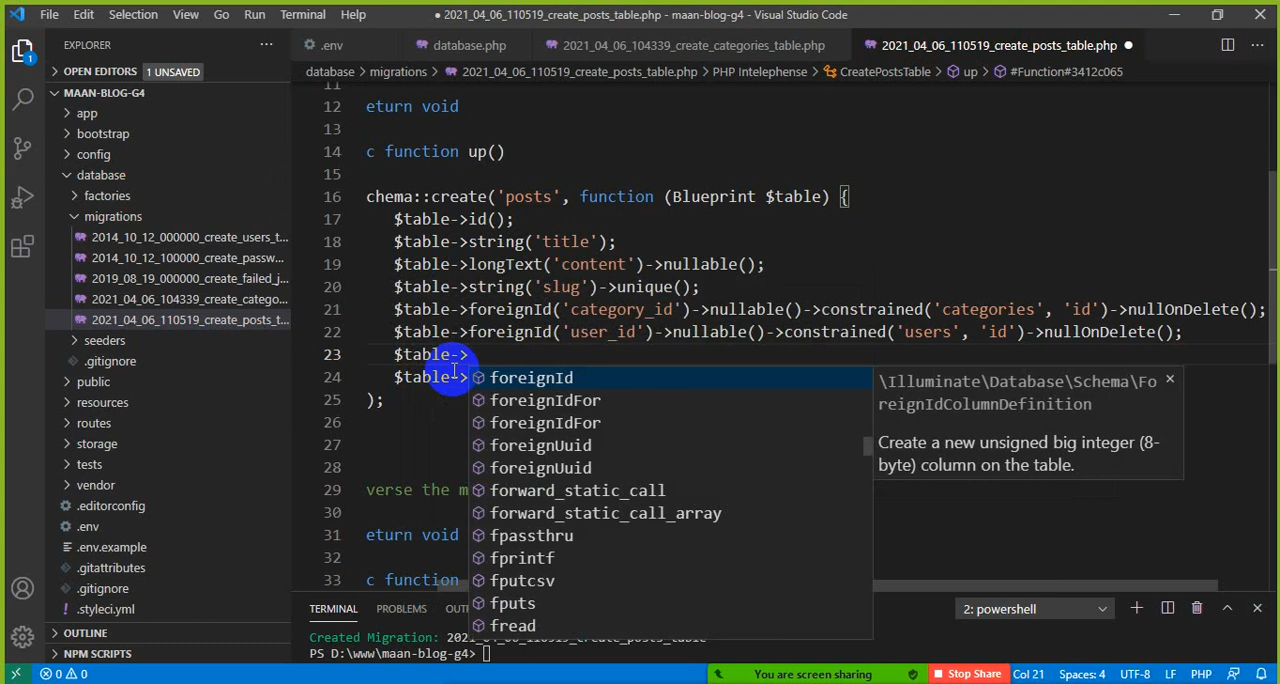 File Edit Selection View Go Run Terminal Help
● 2021_04_06_110519_create_posts_table.php - maan-blog-g4 - Visual Studio Code
EXPLORER
.env
database.php
2021_04_06_104339_create_categories_table.php
2021_04_06_110519_create_posts_table.php
OPEN EDITORS 1 UNSAVED
database > migrations > 2021_04_06_110519_create_posts_table.php > PHP Intelephense > CreatePostsTable > up > #Function#3412c065
1
MAAN-BLOG-G4
app
bootstrap
config
database
factories
migrations
2014_10_12_000000_create_users_t...
2014_10_12_100000_create_passw...
2019_08_19_000000_create_failed_j...
2021_04_06_104339_create_catego...
2021_04_06_110519_create_posts_t...
seeders
.gitignore
public
resources
routes
storage
tests
vendor
.editorconfig
.env
.env.example
.gitattributes
.gitignore
.styleci.yml
OUTLINE
NPM SCRIPTS
11
12 eturn void
13
14 c function up()
15
16 chema::create('posts', function (Blueprint $table) {
17 $table->id();
18 $table->string('title');
19 $table->longText('content')->nullable();
20 $table->string('slug')->unique();
21 $table->foreignId('category_id')->nullable()->constrained('categories', 'id')->nullOnDelete();
22 $table->foreignId('user_id')->nullable()->constrained('users', 'id')->nullOnDelete();
23 $table->
24 $table->
25 );
26
27
28
29 verse the m
30
31 eturn void
32
33 c function
foreignId
foreignIdFor
foreignIdFor
foreignUuid
foreignUuid
forward_static_call
forward_static_call_array
fpassthru
fprintf
fputcsv
fputs
fread
\Illuminate\Database\Schema\Fo
reignIdColumnDefinition
Create a new unsigned big integer (8-
byte) column on the table.
TERMINAL PROBLEMS OUT
2: powershell
Created Migration: 2021_04_06_110519_create_posts_table
PS D:\www\maan-blog-g4>
0 0
You are screen sharing
Stop Share
Col 21 Spaces: 4 UTF-8 LF PHP